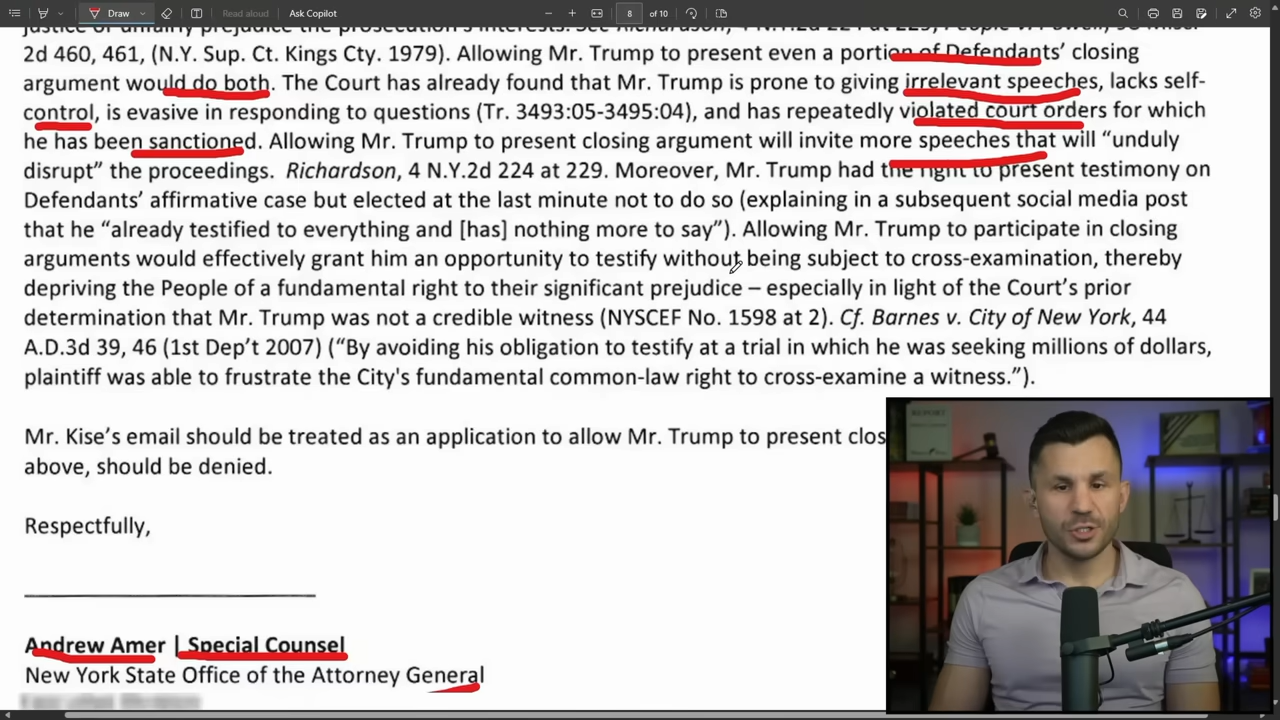 Draw
Read aloud
Ask Copilot
8 of 10
2d 460, 461, (N.Y. Sup. Ct. Kings Cty. 1979). Allowing Mr. Trump to present even a portion of Defendants’ closing
argument would do both. The Court has already found that Mr. Trump is prone to giving irrelevant speeches, lacks self-
control, is evasive in responding to questions (Tr. 3493:05-3495:04), and has repeatedly violated court orders for which
he has been sanctioned. Allowing Mr. Trump to present closing argument will invite more speeches that will “unduly
disrupt” the proceedings. Richardson, 4 N.Y.2d 224 at 229. Moreover, Mr. Trump had the right to present testimony on
Defendants’ affirmative case but elected at the last minute not to do so (explaining in a subsequent social media post
that he “already testified to everything and [has] nothing more to say”). Allowing Mr. Trump to participate in closing
arguments would effectively grant him an opportunity to testify without being subject to cross-examination, thereby
depriving the People of a fundamental right to their significant prejudice – especially in light of the Court’s prior
determination that Mr. Trump was not a credible witness (NYSCEF No. 1598 at 2). Cf. Barnes v. City of New York, 44
A.D.3d 39, 46 (1st Dep’t 2007) (“By avoiding his obligation to testify at a trial in which he was seeking millions of dollars,
plaintiff was able to frustrate the City's fundamental common-law right to cross-examine a witness.”).
Mr. Kise’s email should be treated as an application to allow Mr. Trump to present clos
above, should be denied.
Respectfully,
Andrew Amer | Special Counsel
New York State Office of the Attorney General